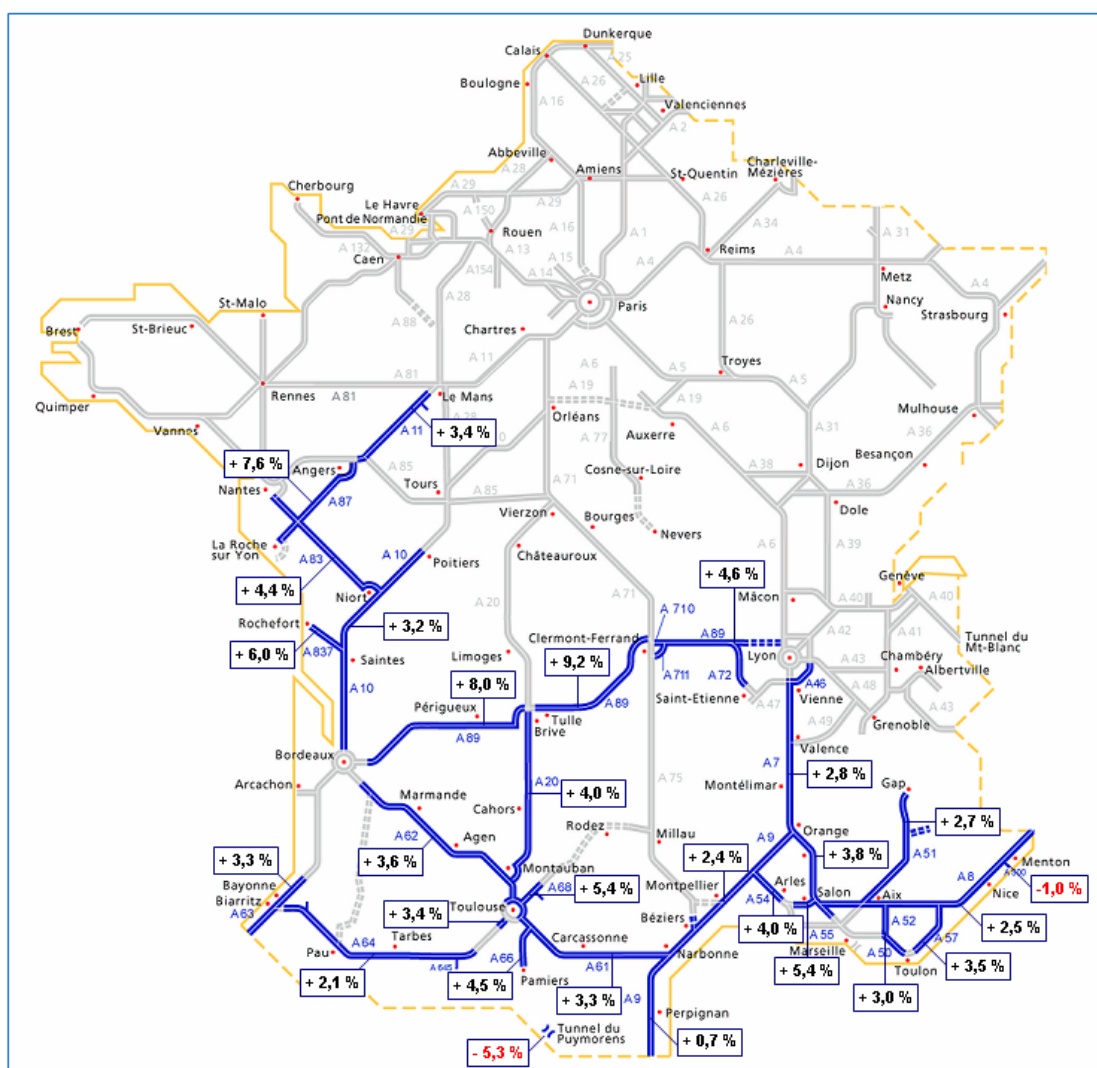 Dunkerque
Calais
A 25
Lille
Boulogne
A 26
A 16
Valenciennes
A 2
Abbeville
A 28
Amiens
St-Quentin
Charleville-
Mézières
Cherbourg
A 29
A 150
A 29
A 26
Le Havre
Pont de Normandie
A 29
Rouen
A 16
A 1
A 34
A 31
A 132
Caen
A 13
A 15
A 4
Reims
A 4
A154
A 14
Metz
A 4
A 28
Paris
Nancy
St-Malo
A 88
Strasbourg
Brest
St-Brieuc
Chartres
A 26
A 11
A 6
A 5
Troyes
A 81
A 19
A 5
Rennes
A 81
Le Mans
Quimper
A 11
Orléans
A 19
Mulhouse
Vannes
+ 3,4 %
A 77
Auxerre
A 6
A 31
A 36
+ 7,6 %
Angers
A 85
Cosne-sur-Loire
A 38
Dijon
Besançon
Nantes
A 87
Tours
A 85
A 71
A 36
Vierzon
Bourges
Dole
La Roche
sur Yon
A 83
A 10
Poitiers
Châteauroux
Nevers
A 6
A 39
+ 4,4 %
Niort
+ 4,6 %
Genève
Mâcon
A 40
A 40
Rochefort
+ 3,2 %
A 20
A 71
A 710
Clermont-Ferrand
A 89
A 42
A 41
Tunnel du
Mt-Blanc
+ 6,0 %
A 837
Saintes
Limoges
+ 9,2 %
A 711
A 72
Lyon
A 43
Chambéry
Albertville
A 46
A 10
+ 8,0 %
Saint-Etienne
A 47
Vienne
A 48
A 43
Périgueux
Tulle
A 89
A 49
Grenoble
A 89
Brive
Valence
Bordeaux
A 7
Arcachon
A 20
A 75
Montélimar
+ 2,8 %
Gap
Marmande
Cahors
+ 4,0 %
Rodez
Millau
Orange
+ 2,7 %
Agen
A 62
A 9
+ 3,8 %
A 51
+ 3,3 %
+ 3,6 %
Montauban
+ 2,4 %
Menton
Bayonne
A 68
+ 5,4 %
Montpellier
Arles
A 8
-1,0 %
Biarritz
A 54
Salon
Aix
Nice
A 63
+ 3,4 %
Toulouse
Béziers
A 52
+ 4,0 %
A 55
Marseille
A 57
+ 2,5 %
Tarbes
Carcassonne
A 50
Pau
A 64
A 66
Narbonne
Toulon
+ 3,5 %
A 645
Pamiers
A 61
+ 5,4 %
+ 2,1 %
+ 4,5 %
+ 3,3 %
A 9
+ 3,0 %
Perpignan
Tunnel du
Puymorens
+ 0,7 %
- 5,3 %